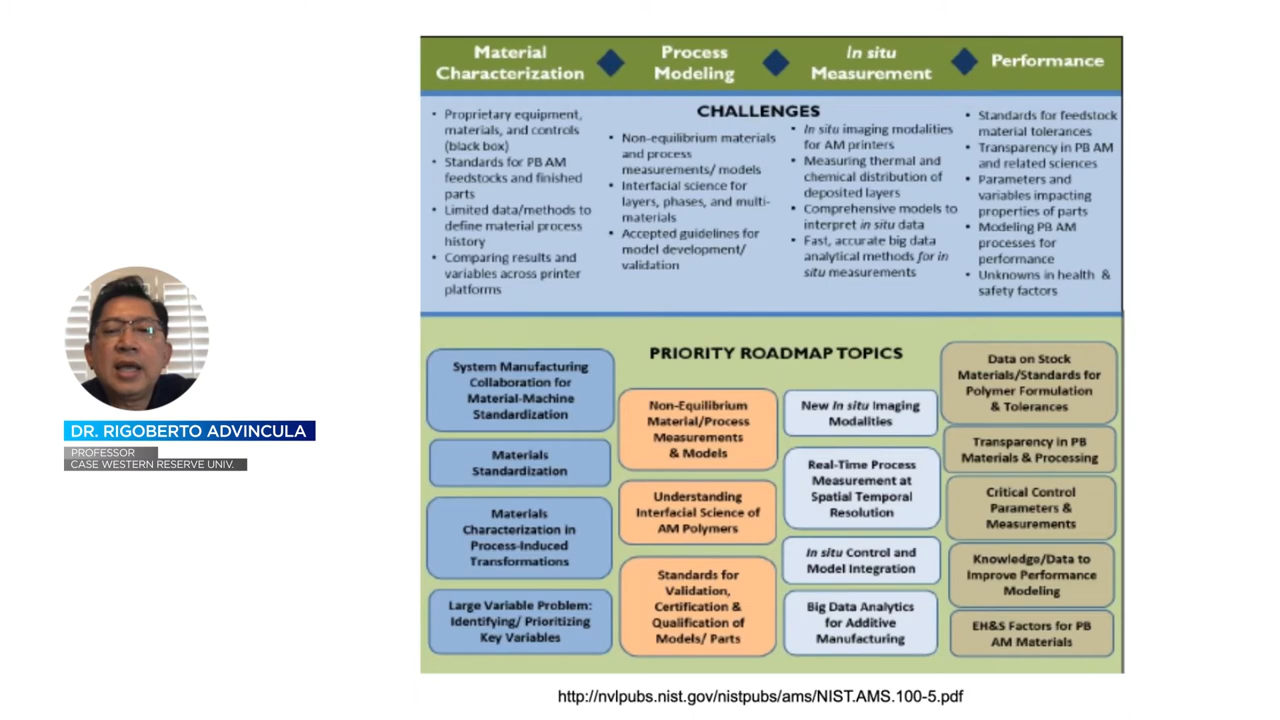 Material
Characterization
Process
Modeling
In situ
Measurement
Performance
CHALLENGES
• Proprietary equipment,
materials, and controls
(black box)
• Standards for PB AM
feedstocks and finished
parts
• Limited data/methods to
define material process
history
• Comparing results and
variables across printer
platforms
• Non-equilibrium materials
and process
measurements/ models
• Interfacial science for
layers, phases, and multi-
materials
• Accepted guidelines for
model development/
validation
• In situ imaging modalities
for AM printers
• Measuring thermal and
chemical distribution of
deposited layers
• Comprehensive models to
interpret in situ data
• Fast, accurate big data
analytical methods for in
situ measurements
• Standards for feedstock
material tolerances
• Transparency in PB AM
and related sciences
• Parameters and
variables impacting
properties of parts
• Modeling PB AM
processes for
performance
• Unknowns in health &
safety factors
PRIORITY ROADMAP TOPICS
System Manufacturing
Collaboration for
Material-Machine
Standardization
Materials
Standardization
Materials
Characterization in
Process-Induced
Transformations
Large Variable Problem:
Identifying/ Prioritizing
Key Variables
Non-Equilibrium
Material/Process
Measurements
& Models
Understanding
Interfacial Science of
AM Polymers
Standards for
Validation,
Certification &
Qualification of
Models/ Parts
New In situ Imaging
Modalities
Real-Time Process
Measurement at
Spatial Temporal
Resolution
In situ Control and
Model Integration
Big Data Analytics
for Additive
Manufacturing
Data on Stock
Materials/Standards for
Polymer Formulation
& Tolerances
Transparency in PB
Materials & Processing
Critical Control
Parameters &
Measurements
Knowledge/Data to
Improve Performance
Modeling
EH&S Factors for PB
AM Materials
DR. RIGOBERTO ADVINCULA
PROFESSOR
CASE WESTERN RESERVE UNIV.
http://nvlpubs.nist.gov/nistpubs/ams/NIST.AMS.100-5.pdf